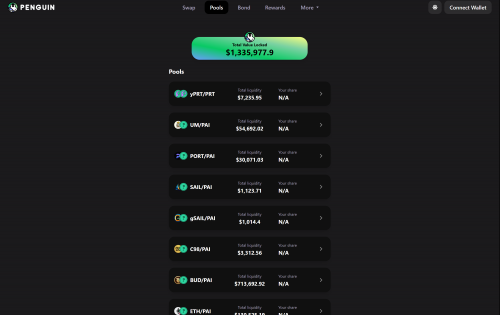 PENGUIN
Swap Pools Bond Rewards More
Connect Wallet
Total Value Locked
$1,335,977.9
Pools
yPRT/PRT
Total liquidity
$7,235.95
Your share
N/A
UM/PAI
Total liquidity
$54,692.02
Your share
N/A
PORT/PAI
Total liquidity
$30,071.03
Your share
N/A
SAIL/PAI
Total liquidity
$1,123.71
Your share
N/A
gSAIL/PAI
Total liquidity
$1,014.4
Your share
N/A
C98/PAI
Total liquidity
$3,312.56
Your share
N/A
BUD/PAI
Total liquidity
$713,692.92
Your share
N/A
ETH/PAI
Total liquidity
Your share
N/A